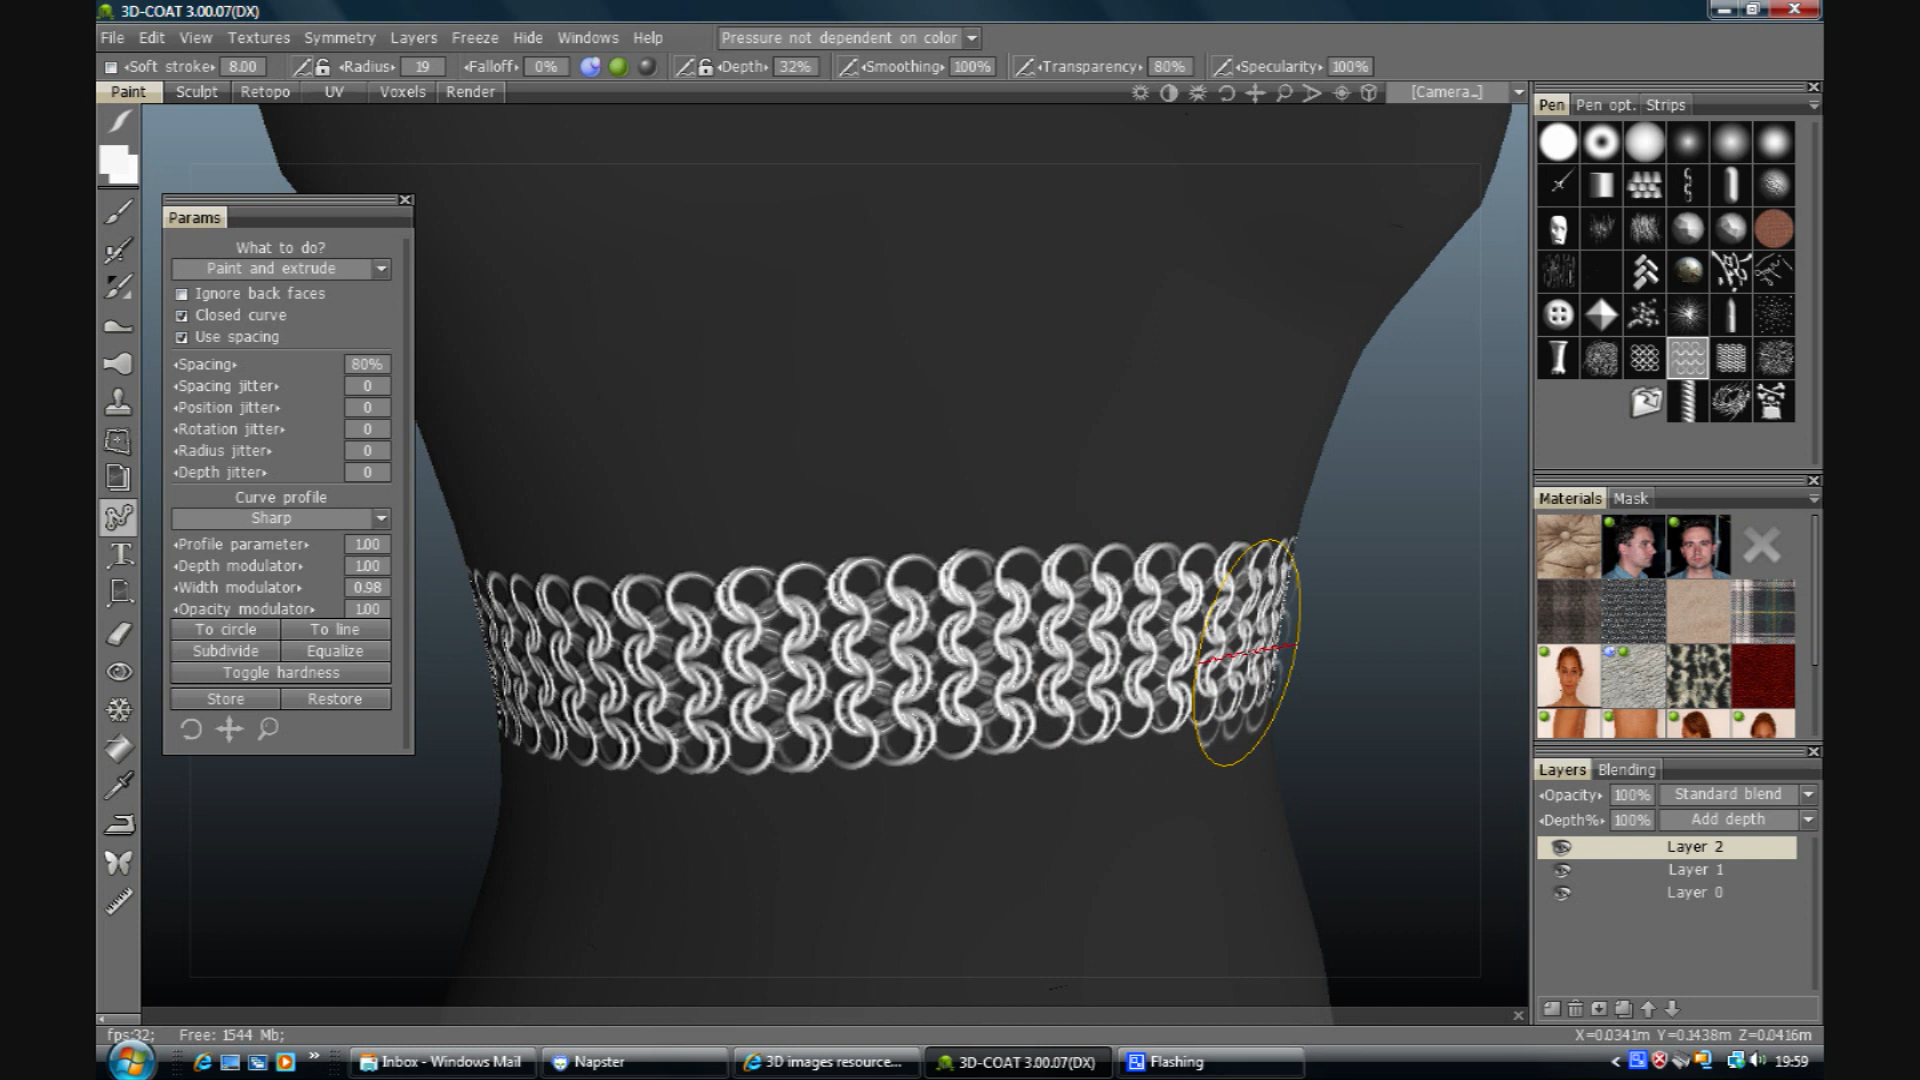 3D-COAT 3.00.07(DX)
File Edit View Textures Symmetry Layers Freeze Hide Windows Help Pressure not dependent on color
Soft stroke 8.00 Radius 19 Falloff 0% Depth 32% Smoothing 100% Transparency 80% Specularity 100%
Paint Sculpt Retopo UV Voxels Render [Camera_]
Pen Pen opt. Strips
Params
What to do?
Paint and extrude
Ignore back faces
Closed curve
Use spacing
Spacing 80%
Spacing jitter 0
Position jitter 0
Rotation jitter 0
Radius jitter 0
Depth jitter 0
Curve profile
Sharp
Profile parameter 1.00
Depth modulator 1.00
Width modulator 0.98
Opacity modulator 1.00
To circle To line
Subdivide Equalize
Toggle hardness
Store Restore
Materials Mask
Layers Blending
Opacity 100% Standard blend
Depth% 100% Add depth
Layer 2
Layer 1
Layer 0
fps:32; Free: 1544 Mb; X=0.0341m Y=0.1438m Z=0.0416m
Inbox - Windows Mail Napster 3D images resource... 3D-COAT 3.00.07(DX) Flashing 19:59